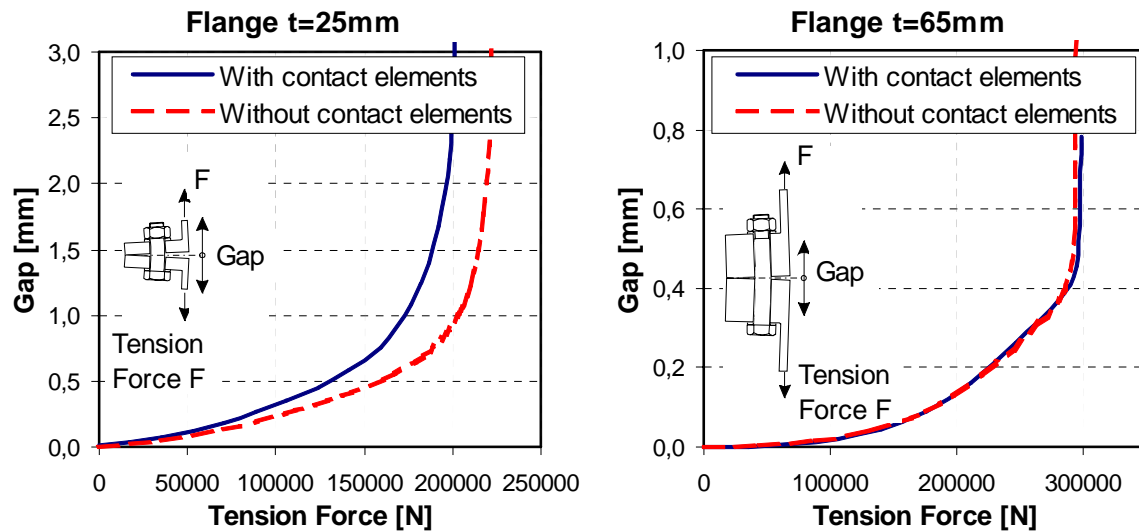 Flange t=25mm
3,0
2,5
2,0
1,5
1,0
0,5
0,0
Gap [mm]
With contact elements
Without contact elements
F
Gap
Tension
Force F
0
50000
100000
150000
200000
250000
Tension Force [N]
Flange t=65mm
1,0
0,8
0,6
0,4
0,2
0,0
Gap [mm]
With contact elements
Without contact elements
F
Gap
Tension
Force F
0
100000
200000
300000
Tension Force [N]